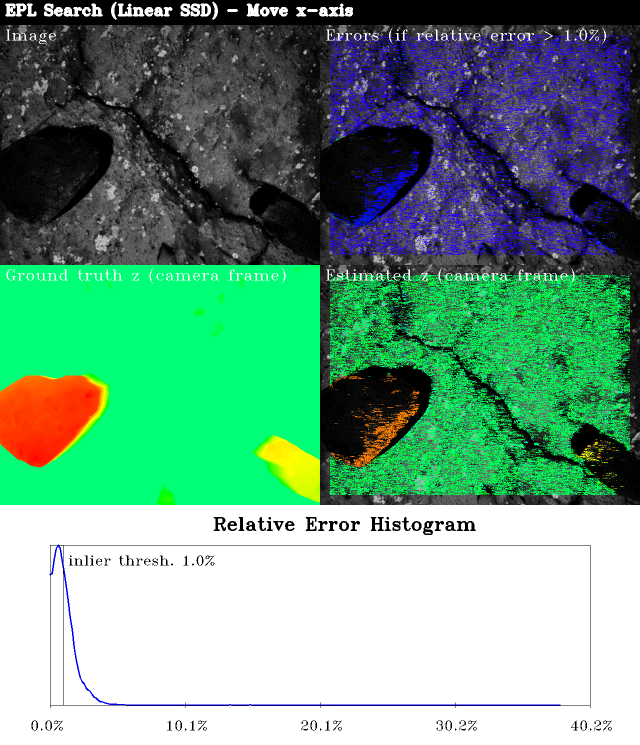 EPL Search (Linear SSD) - Move x-axis
Image
Errors (if relative error > 1.0%)
Ground truth z (camera frame)
Estimated z (camera frame)
Relative Error Histogram
inlier thresh. 1.0%
0.0% 10.1% 20.1% 30.2% 40.2%